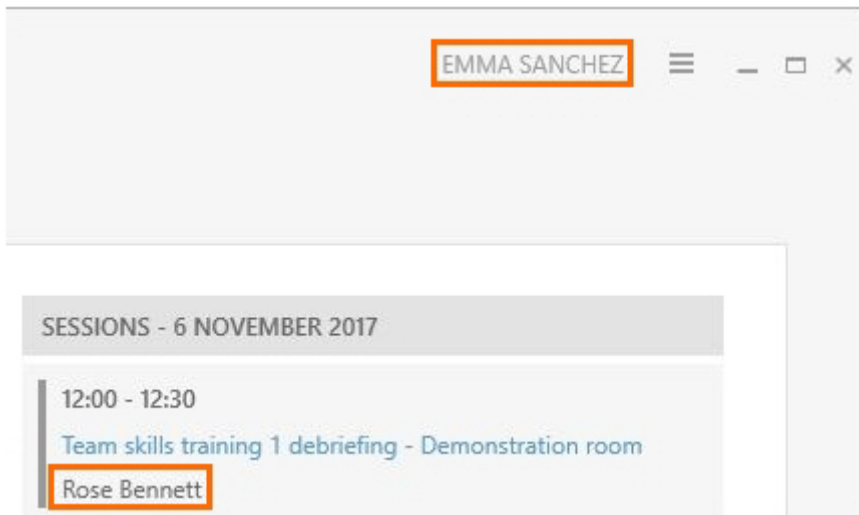 EMMA SANCHEZ
SESSIONS - 6 NOVEMBER 2017
12:00 - 12:30
Team skills training 1 debriefing - Demonstration room
Rose Bennett